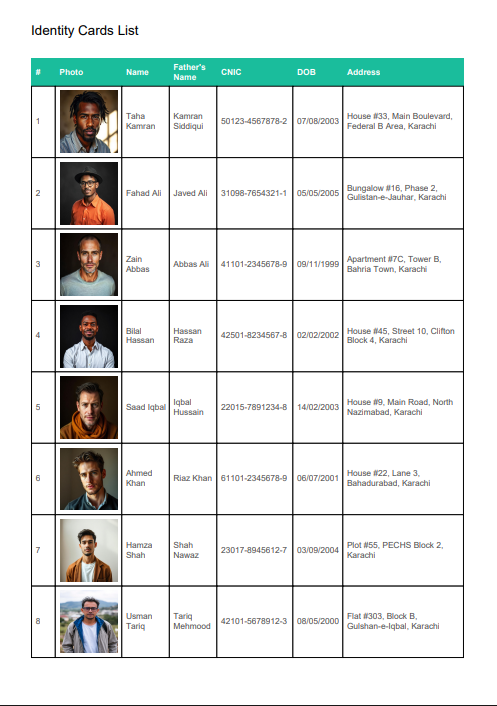 Identity Cards List
# Photo Name Father's Name CNIC DOB Address
1 Taha Kamran Kamran Siddiqui 50123-4567878-2 07/08/2003 House #33, Main Boulevard, Federal B Area, Karachi
2 Fahad Ali Javed Ali 31098-7654321-1 05/05/2005 Bungalow #16, Phase 2, Gulistan-e-Jauhar, Karachi
3 Zain Abbas Abbas Ali 41101-2345678-9 09/11/1999 Apartment #7C, Tower B, Bahria Town, Karachi
4 Bilal Hassan Hassan Raza 42501-8234567-8 02/02/2002 House #45, Street 10, Clifton Block 4, Karachi
5 Saad Iqbal Iqbal Hussain 22015-7891234-8 14/02/2003 House #9, Main Road, North Nazimabad, Karachi
6 Ahmed Khan Riaz Khan 61101-2345678-9 06/07/2001 House #22, Lane 3, Bahadurabad, Karachi
7 Hamza Shah Shah Nawaz 23017-8945612-7 03/09/2004 Plot #55, PECHS Block 2, Karachi
8 Usman Tariq Tariq Mehmood 42101-5678912-3 08/05/2000 Flat #303, Block B, Gulshan-e-Iqbal, Karachi